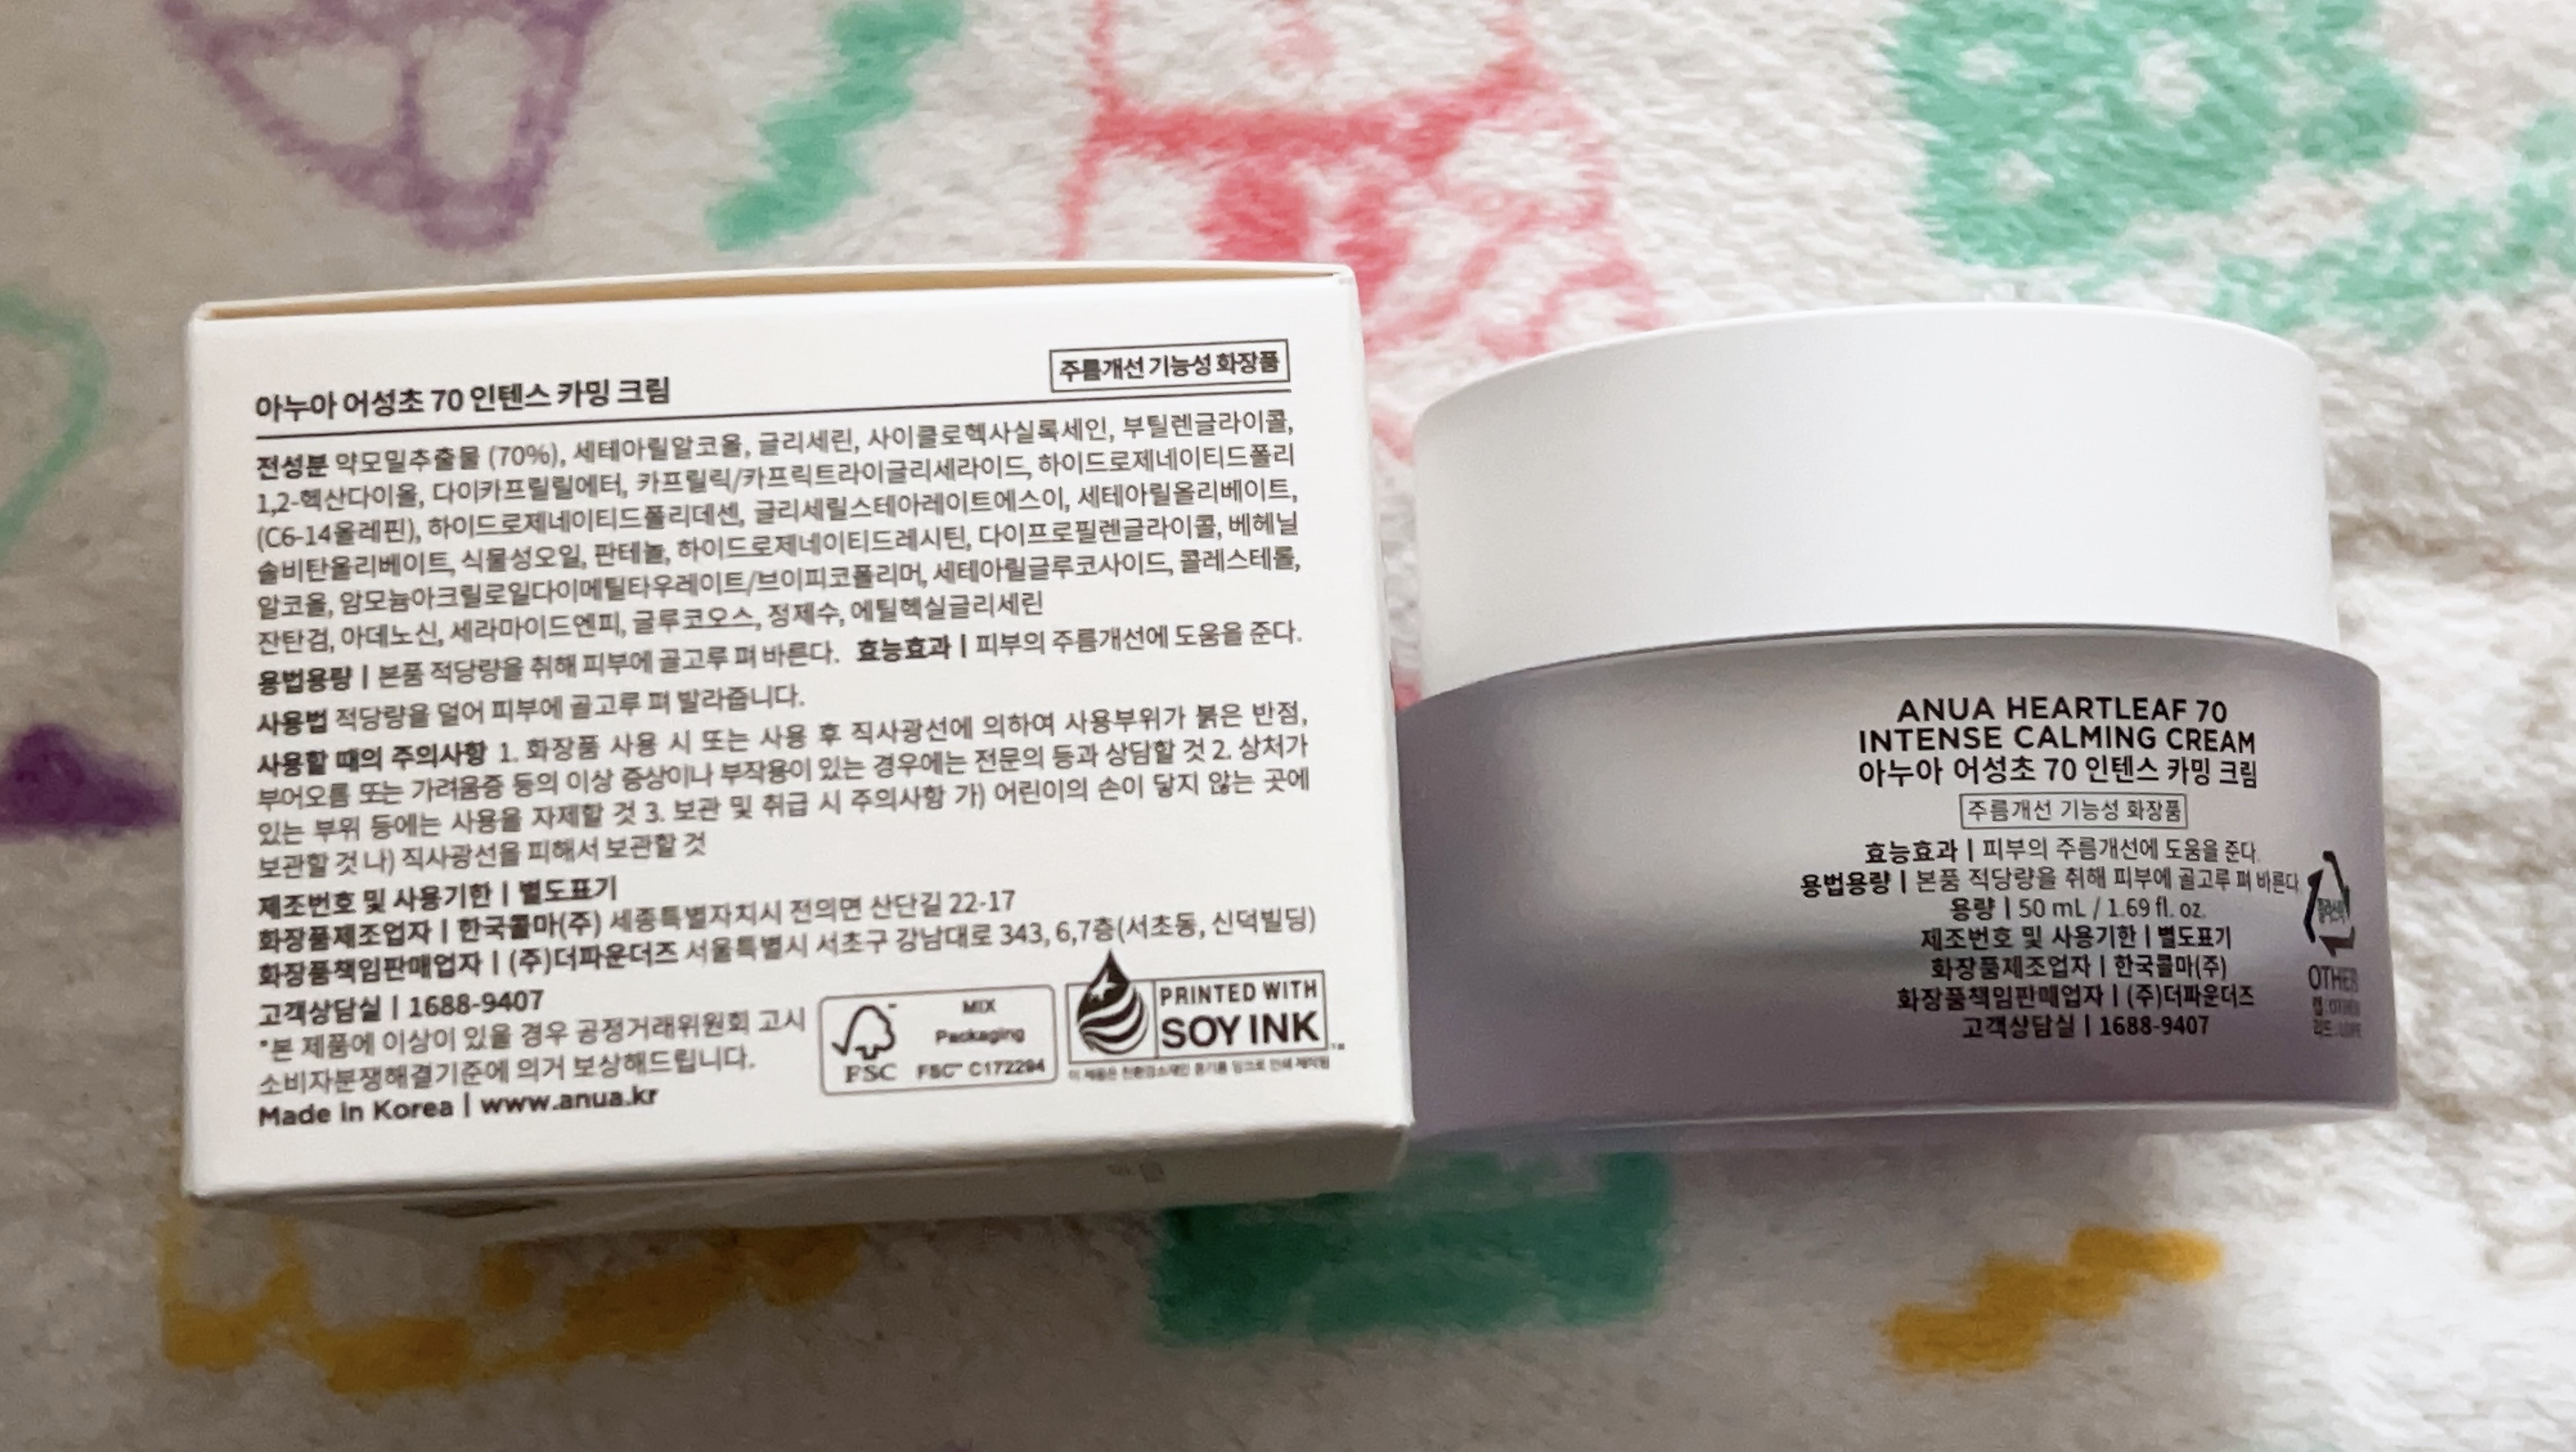 아누아 어성초 70 인텐스 카밍 크림
주름개선 기능성 화장품
전성분 약모밀추출물 (70%), 세테아릴알코올, 글리세린, 사이클로헥사실록세인, 부틸렌글라이콜,
1,2-헥산다이올, 다이카프릴릴에터, 카프릴릭/카프릭트라이글리세라이드, 하이드로제네이티드폴리
(C6-14올레핀), 하이드로제네이티드폴리데센, 글리세릴스테아레이트에스이, 세테아릴올리베이트,
솔비탄올리베이트, 식물성오일, 판테놀, 하이드로제네이티드레시틴, 다이프로필렌글라이콜, 베헤닐
알코올, 암모늄아크릴로일다이메틸타우레이트/브이피코폴리머, 세테아릴글루코사이드, 콜레스테롤,
잔탄검, 아데노신, 세라마이드엔피, 글루코오스, 정제수, 에틸헥실글리세린
용법용량 | 본품 적당량을 취해 피부에 골고루 펴 바른다. 효능효과 | 피부의 주름개선에 도움을 준다.
사용법 적당량을 덜어 피부에 골고루 펴 발라줍니다.
사용할 때의 주의사항 1. 화장품 사용 시 또는 사용 후 직사광선에 의하여 사용부위가 붉은 반점,
부어오름 또는 가려움증 등의 이상 증상이나 부작용이 있는 경우에는 전문의 등과 상담할 것 2. 상처가
있는 부위 등에는 사용을 자제할 것 3. 보관 및 취급 시 주의사항 가) 어린이의 손이 닿지 않는 곳에
보관할 것 나) 직사광선을 피해서 보관할 것
제조번호 및 사용기한 | 별도표기
화장품제조업자 | 한국콜마(주) 세종특별자치시 전의면 산단길 22-17
화장품책임판매업자 | (주)더파운더즈 서울특별시 서초구 강남대로 343, 6,7층(서초동, 신덕빌딩)
고객상담실 | 1688-9407
*본 제품에 이상이 있을 경우 공정거래위원회 고시
소비자분쟁해결기준에 의거 보상해드립니다.
Made in Korea | www.anua.kr
FSC
MIX
Packaging
FSC™ C172294
PRINTED WITH
SOY INK™
이 제품은 친환경소재인 콩기름 잉크로 인쇄 제작됨
ANUA HEARTLEAF 70
INTENSE CALMING CREAM
아누아 어성초 70 인텐스 카밍 크림
주름개선 기능성 화장품
효능효과 | 피부의 주름개선에 도움을 준다.
용법용량 | 본품 적당량을 취해 피부에 골고루 펴 바른다.
용량 | 50 mL / 1.69 fl. oz.
제조번호 및 사용기한 | 별도표기
화장품제조업자 | 한국콜마(주)
화장품책임판매업자 | (주)더파운더즈
고객상담실 | 1688-9407
플라스틱
OTHER